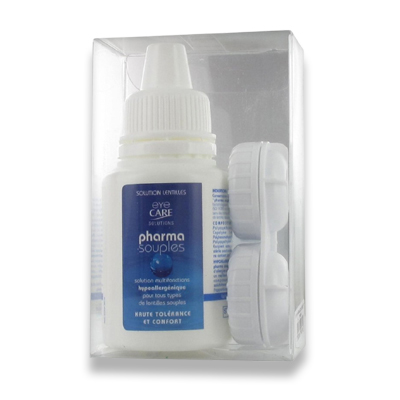 SOLUTION LENTILLES
eye
CARE
SOLUTIONS
pharma
souples
solution multifonctions
hypoallergénique
pour tous types
de lentilles souples
HAUTE TOLÉRANCE
ET CONFORT